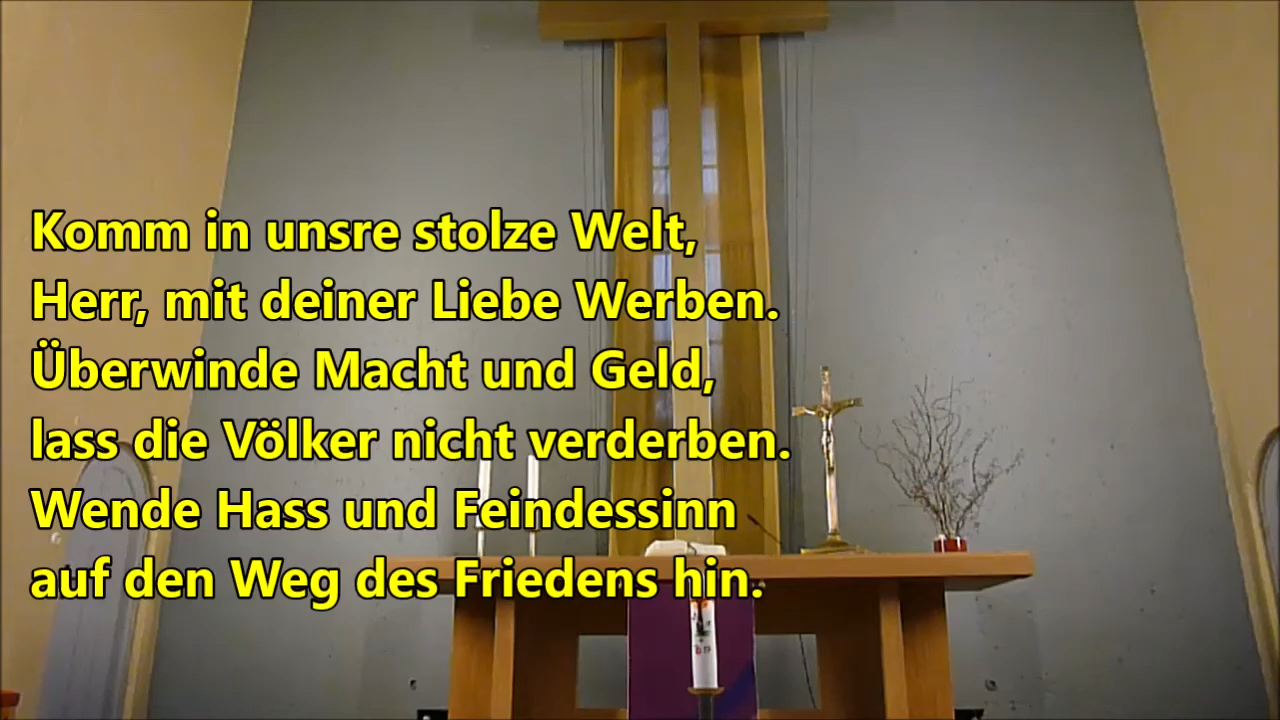 Komm in unsre stolze Welt,
Herr, mit deiner Liebe Werben.
Überwinde Macht und Geld,
lass die Völker nicht verderben.
Wende Hass und Feindessinn
auf den Weg des Friedens hin.